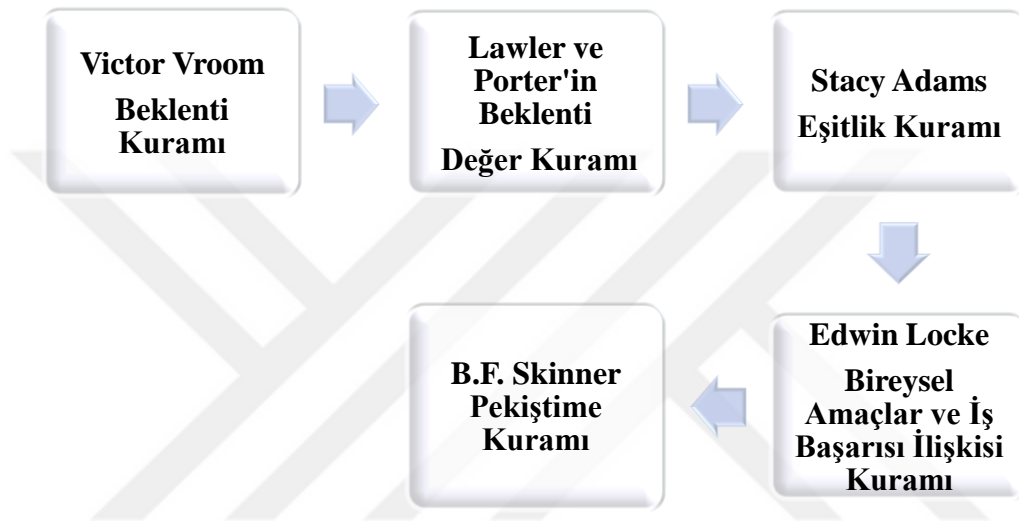 Victor Vroom
Beklenti
Kuramı
Lawler ve
Porter'in
Beklenti
Değer Kuramı
Stacy Adams
Eşitlik Kuramı
Edwin Locke
Bireysel
Amaçlar ve İş
Başarısı İlişkisi
Kuramı
B.F. Skinner
Pekiştime
Kuramı